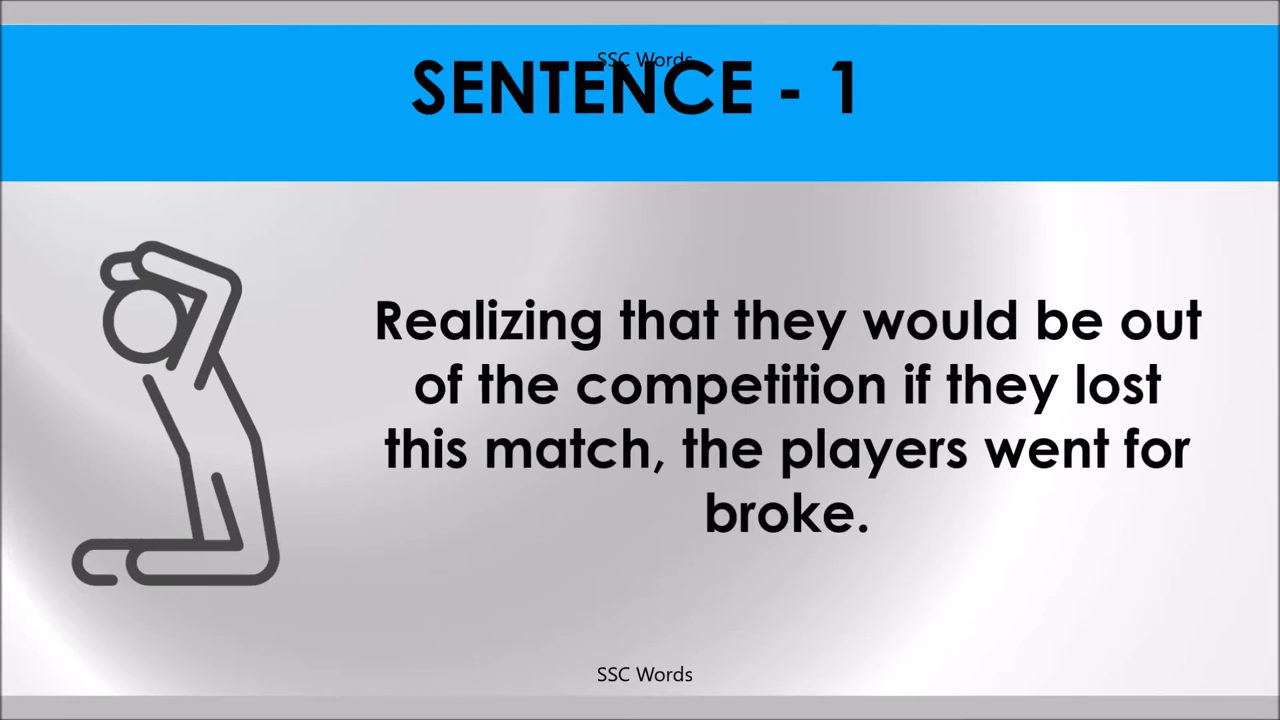 SSC Words
SENTENCE - 1
Realizing that they would be out
of the competition if they lost
this match, the players went for
broke.
SSC Words